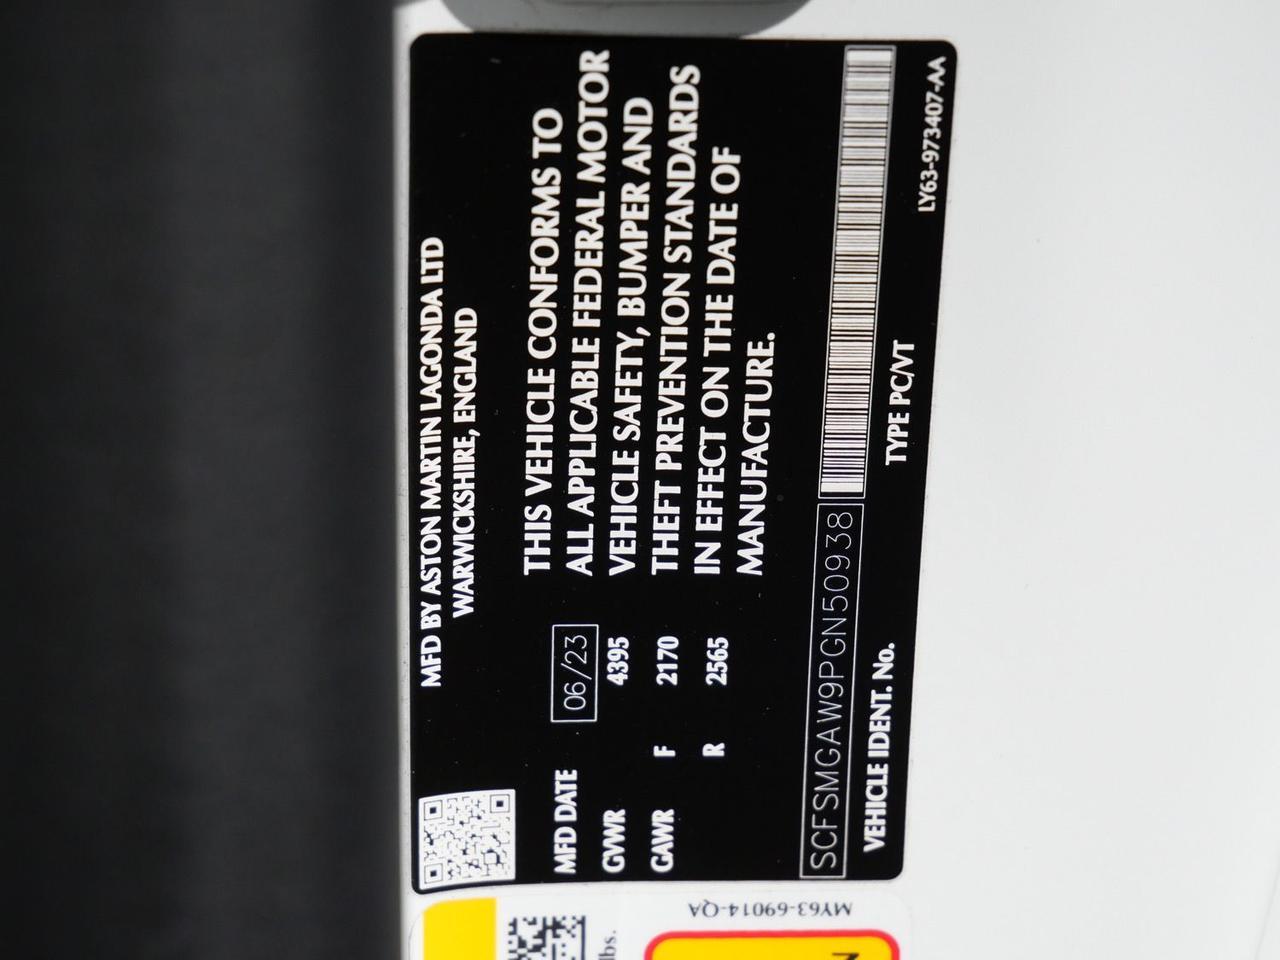 MFD BY ASTON MARTIN LAGONDA LTD
WARWICKSHIRE, ENGLAND
MFD DATE 06/23
GVWR 4395
GAWR F 2170
R 2565
THIS VEHICLE CONFORMS TO
ALL APPLICABLE FEDERAL MOTOR
VEHICLE SAFETY, BUMPER AND
THEFT PREVENTION STANDARDS
IN EFFECT ON THE DATE OF
MANUFACTURE.
SCFSMGAW9PGN50938
VEHICLE IDENT. No.
TYPE PC/VT
LY63-973407-AA
MY63-69014-QA
lbs.